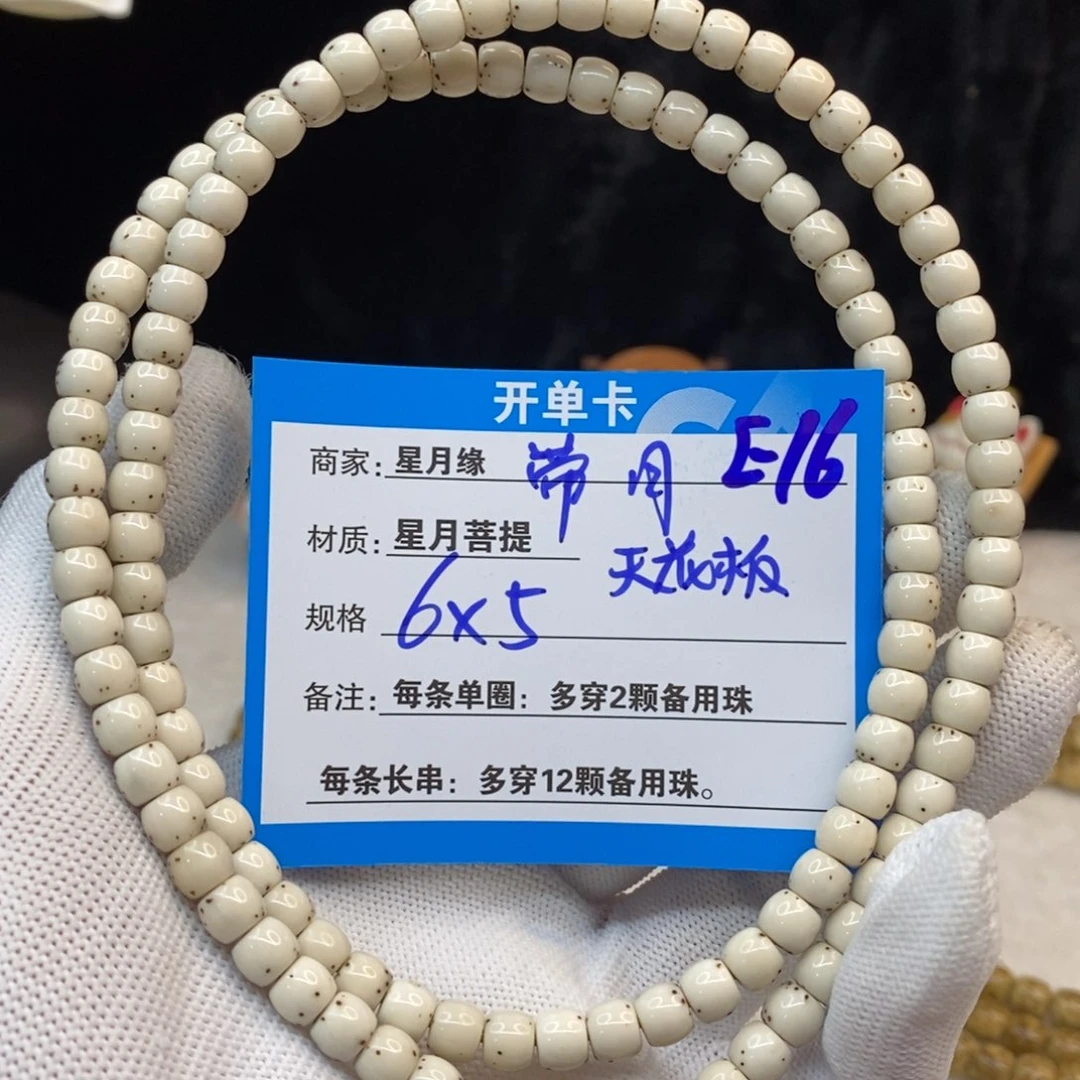 开单卡
商家：星月缘 带月 E-16
材质：星月菩提 天花板
规格 6x5
备注：每条单圈：多穿2颗备用珠
每条长串：多穿12颗备用珠。